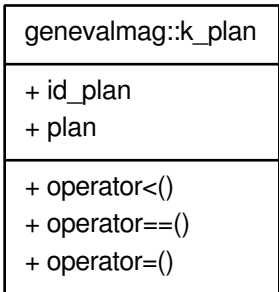 genevalmag::k_plan
+ id_plan
+ plan
+ operator<()
+ operator==()
+ operator=()